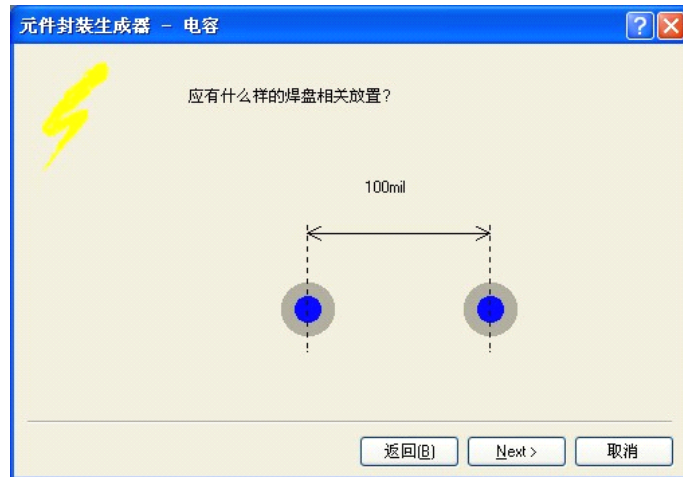 元件封装生成器 - 电容
应有什么样的焊盘相关放置？
100mil
返回(B)
Next >
取消